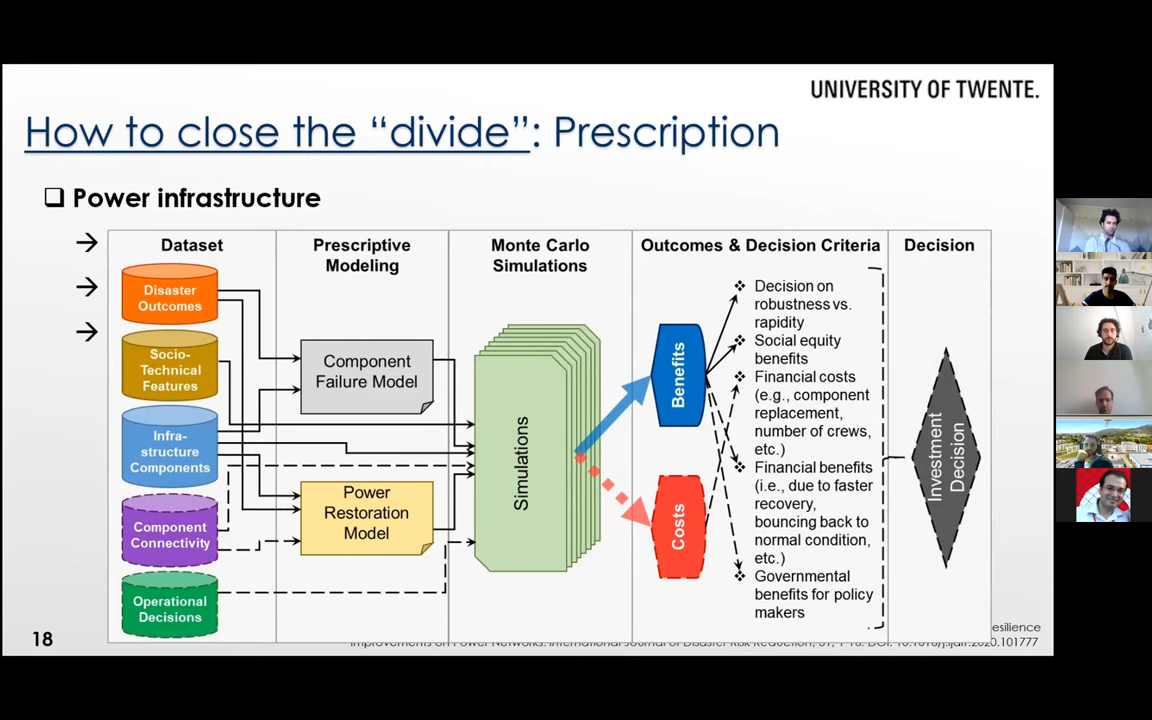 UNIVERSITY OF TWENTE.
How to close the “divide”: Prescription
Power infrastructure
Dataset
Disaster
Outcomes
Socio-
Technical
Features
Infra-
structure
Components
Component
Connectivity
Operational
Decisions
Prescriptive
Modeling
Component
Failure Model
Power
Restoration
Model
Monte Carlo
Simulations
Simulations
Outcomes & Decision Criteria
Benefits
Costs
Decision on
robustness vs.
rapidity
Social equity
benefits
Financial costs
(e.g., component
replacement,
number of crews,
etc.)
Financial benefits
(i.e., due to faster
recovery,
bouncing back to
normal condition,
etc.)
Governmental
benefits for policy
makers
Decision
Investment
Decision
18